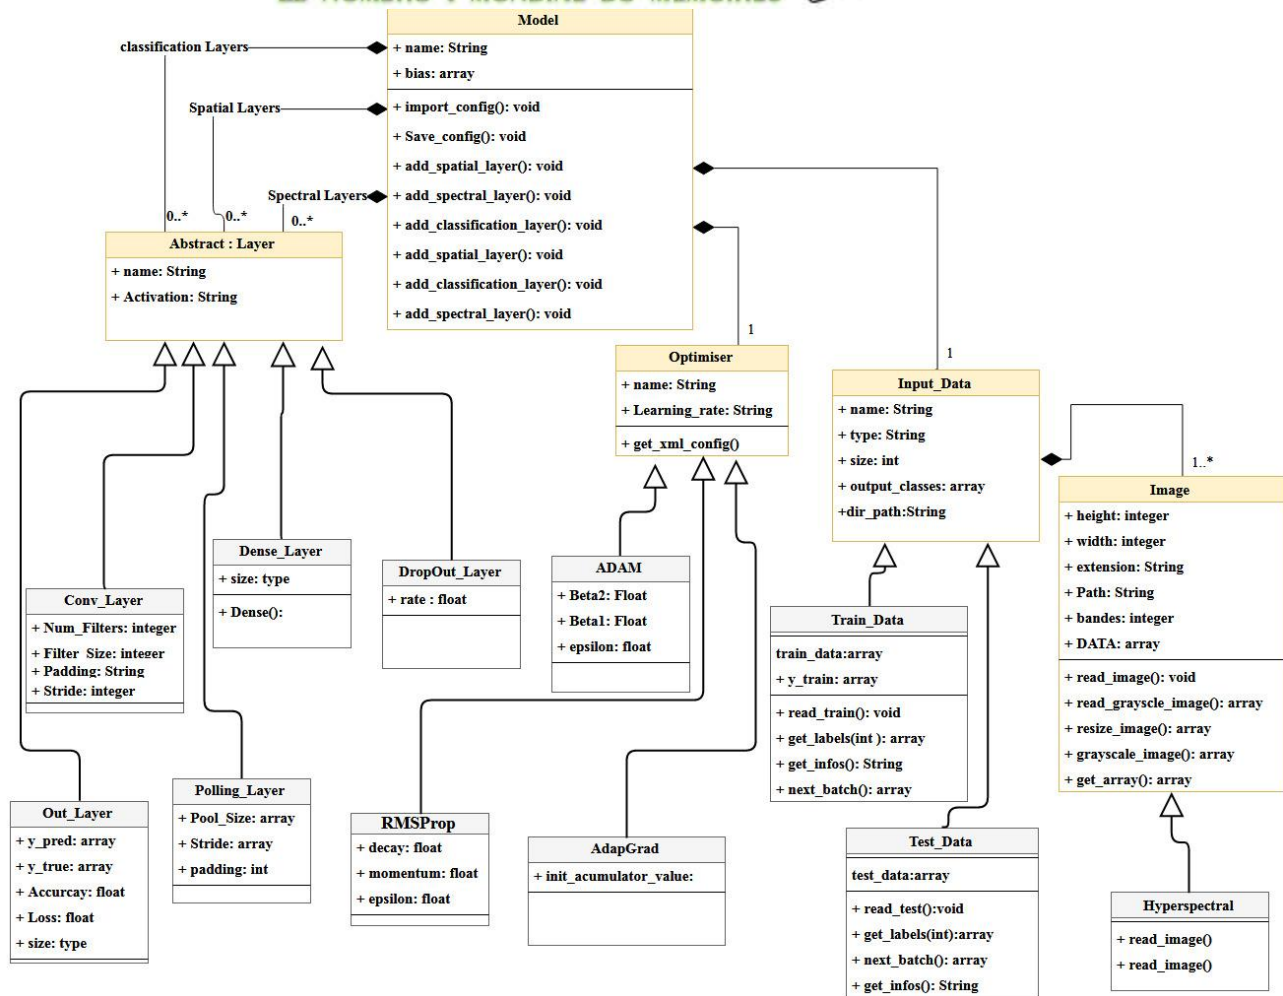 Model
+ name: String
+ bias: array
+ import_config(): void
+ Save_config(): void
+ add_spatial_layer(): void
+ add_spectral_layer(): void
+ add_classification_layer(): void
+ add_spatial_layer(): void
+ add_classification_layer(): void
+ add_spectral_layer(): void
classification Layers
Spatial Layers
Spectral Layers
0..*
0..*
0..*
Abstract : Layer
+ name: String
+ Activation: String
1
Optimiser
+ name: String
+ Learning_rate: String
+ get_xml_config()
1
Input_Data
+ name: String
+ type: String
+ size: int
+ output_classes: array
+dir_path:String
1..*
Image
+ height: integer
+ width: integer
+ extension: String
+ Path: String
+ bandes: integer
+ DATA: array
+ read_image(): void
+ read_grayscle_image(): array
+ resize_image(): array
+ grayscale_image(): array
+ get_array(): array
Dense_Layer
+ size: type
+ Dense():
DropOut_Layer
+ rate : float
ADAM
+ Beta2: Float
+ Beta1: Float
+ epsilon: float
Conv_Layer
+ Num_Filters: integer
+ Filter_Size: integer
+ Padding: String
+ Stride: integer
Train_Data
train_data:array
+ y_train: array
+ read_train(): void
+ get_labels(int ): array
+ get_infos(): String
+ next_batch(): array
Out_Layer
+ y_pred: array
+ y_true: array
+ Accurcay: float
+ Loss: float
+ size: type
Polling_Layer
+ Pool_Size: array
+ Stride: array
+ padding: int
RMSProp
+ decay: float
+ momentum: float
+ epsilon: float
AdapGrad
+ init_acumulator_value:
Test_Data
test_data:array
+ read_test():void
+ get_labels(int):array
+ next_batch(): array
+ get_infos(): String
Hyperspectral
+ read_image()
+ read_image()